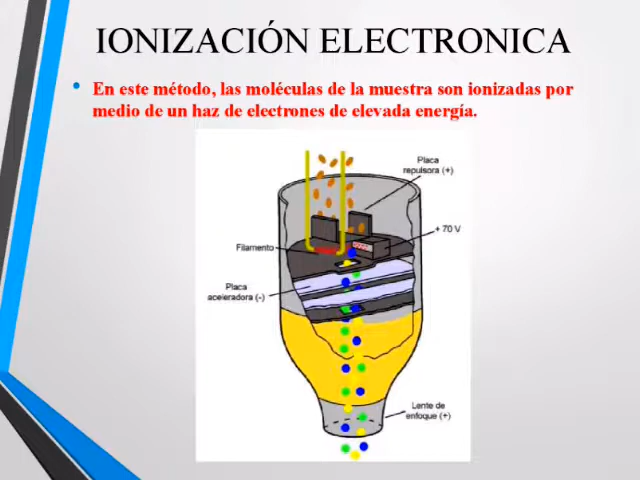 IONIZACIÓN ELECTRONICA
• En este método, las moléculas de la muestra son ionizadas por
medio de un haz de electrones de elevada energía.
Placa
repulsora (+)
+ 70 V
Filamento
Placa
aceleradora (-)
Lente de
enfoque (+)